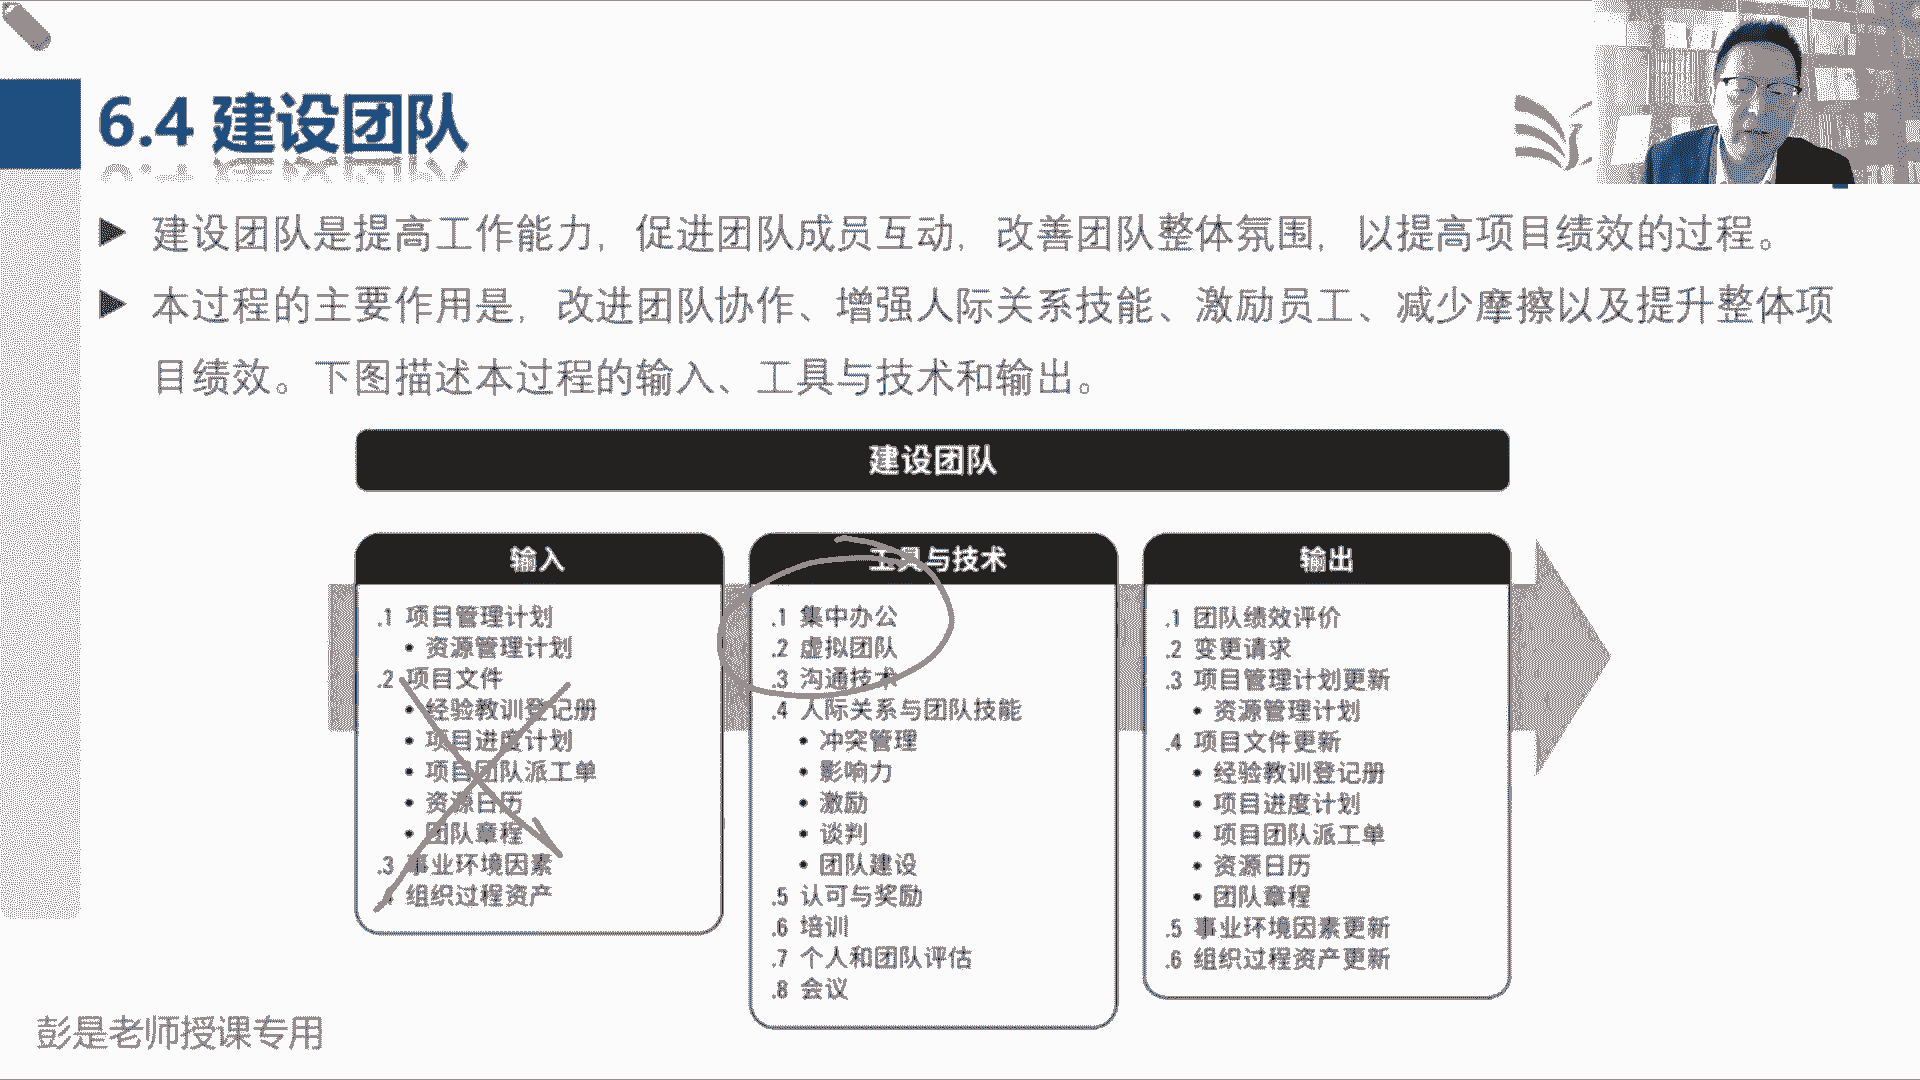 6.4 建设团队
建设团队是提高工作能力，促进团队成员互动，改善团队整体氛围，以提高项目绩效的过程。
本过程的主要作用是，改进团队协作、增强人际关系技能、激励员工、减少摩擦以及提升整体项
目绩效。下图描述本过程的输入、工具与技术和输出。
建设团队
输入
.1 项目管理计划
• 资源管理计划
.2 项目文件
• 经验教训登记册
• 项目进度计划
• 项目团队派工单
• 资源日历
• 团队章程
.3 事业环境因素
组织过程资产
工具与技术
.1 集中办公
.2 虚拟团队
.3 沟通技术
.4 人际关系与团队技能
• 冲突管理
• 影响力
• 激励
• 谈判
• 团队建设
.5 认可与奖励
.6 培训
.7 个人和团队评估
.8 会议
输出
.1 团队绩效评价
.2 变更请求
.3 项目管理计划更新
• 资源管理计划
.4 项目文件更新
• 经验教训登记册
• 项目进度计划
• 项目团队派工单
• 资源日历
• 团队章程
.5 事业环境因素更新
.6 组织过程资产更新
彭是老师授课专用